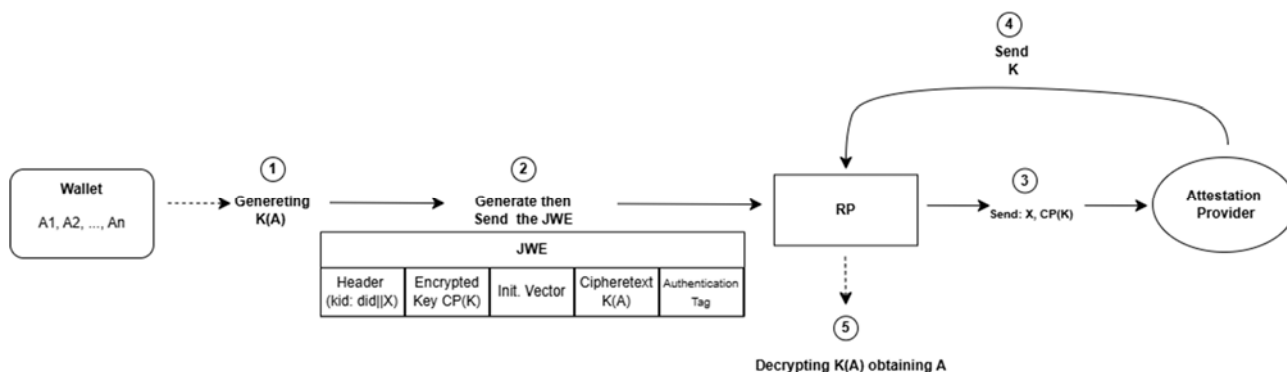 4
Send
K
Wallet
A1, A2, ..., An
1
Genereting
K(A)
2
Generate then
Send the JWE
JWE
Header
(kid: did||X)
Encrypted
Key CP(K)
Init. Vector
Cipheretext
K(A)
Authentication
Tag
RP
3
Send: X, CP(K)
Attestation
Provider
5
Decrypting K(A) obtaining A